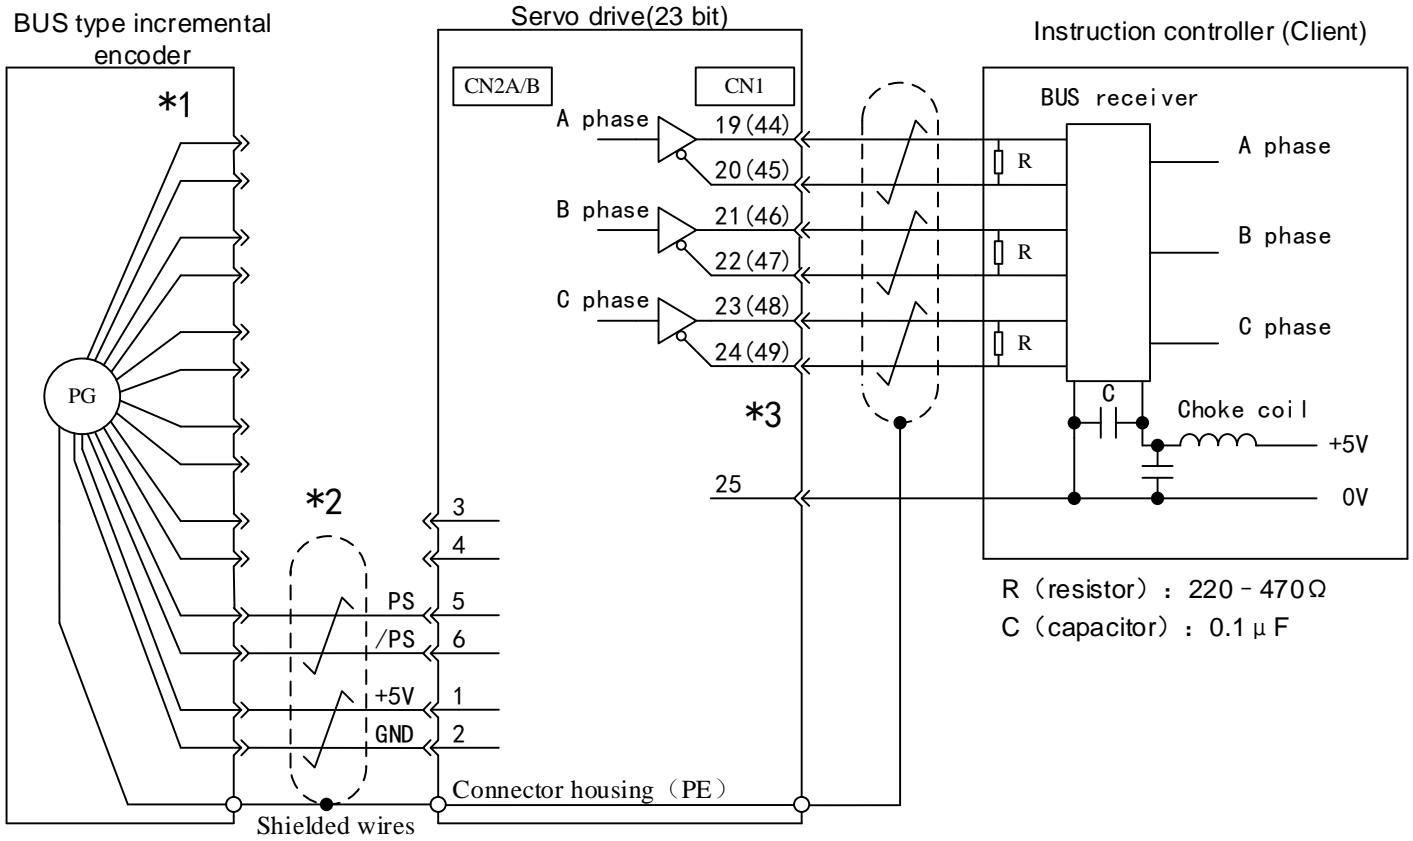 BUS type incremental
encoder
*1
PG
*2
PS
/PS
+5V
GND
Shielded wires
Servo drive(23 bit)
CN2A/B
CN1
A phase
19(44)
20(45)
B phase
21(46)
22(47)
C phase
23(48)
24(49)
*3
25
3
4
5
6
1
2
Connector housing（PE）
Instruction controller (Client)
BUS receiver
R
A phase
R
B phase
R
C phase
C
Choke coil
+5V
0V
R（resistor）：220－470Ω
C（capacitor）：0.1μF